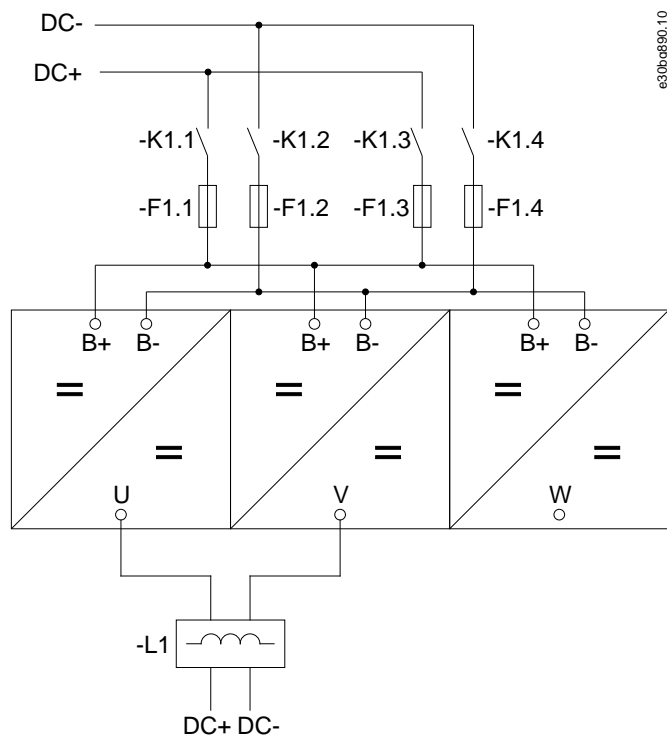 DC-
DC+
e30bg890.10
-K1.1
-K1.2
-K1.3
-K1.4
-F1.1
-F1.2
-F1.3
-F1.4
B+ B- B+ B- B+ B-
U V W
-L1
DC+ DC-